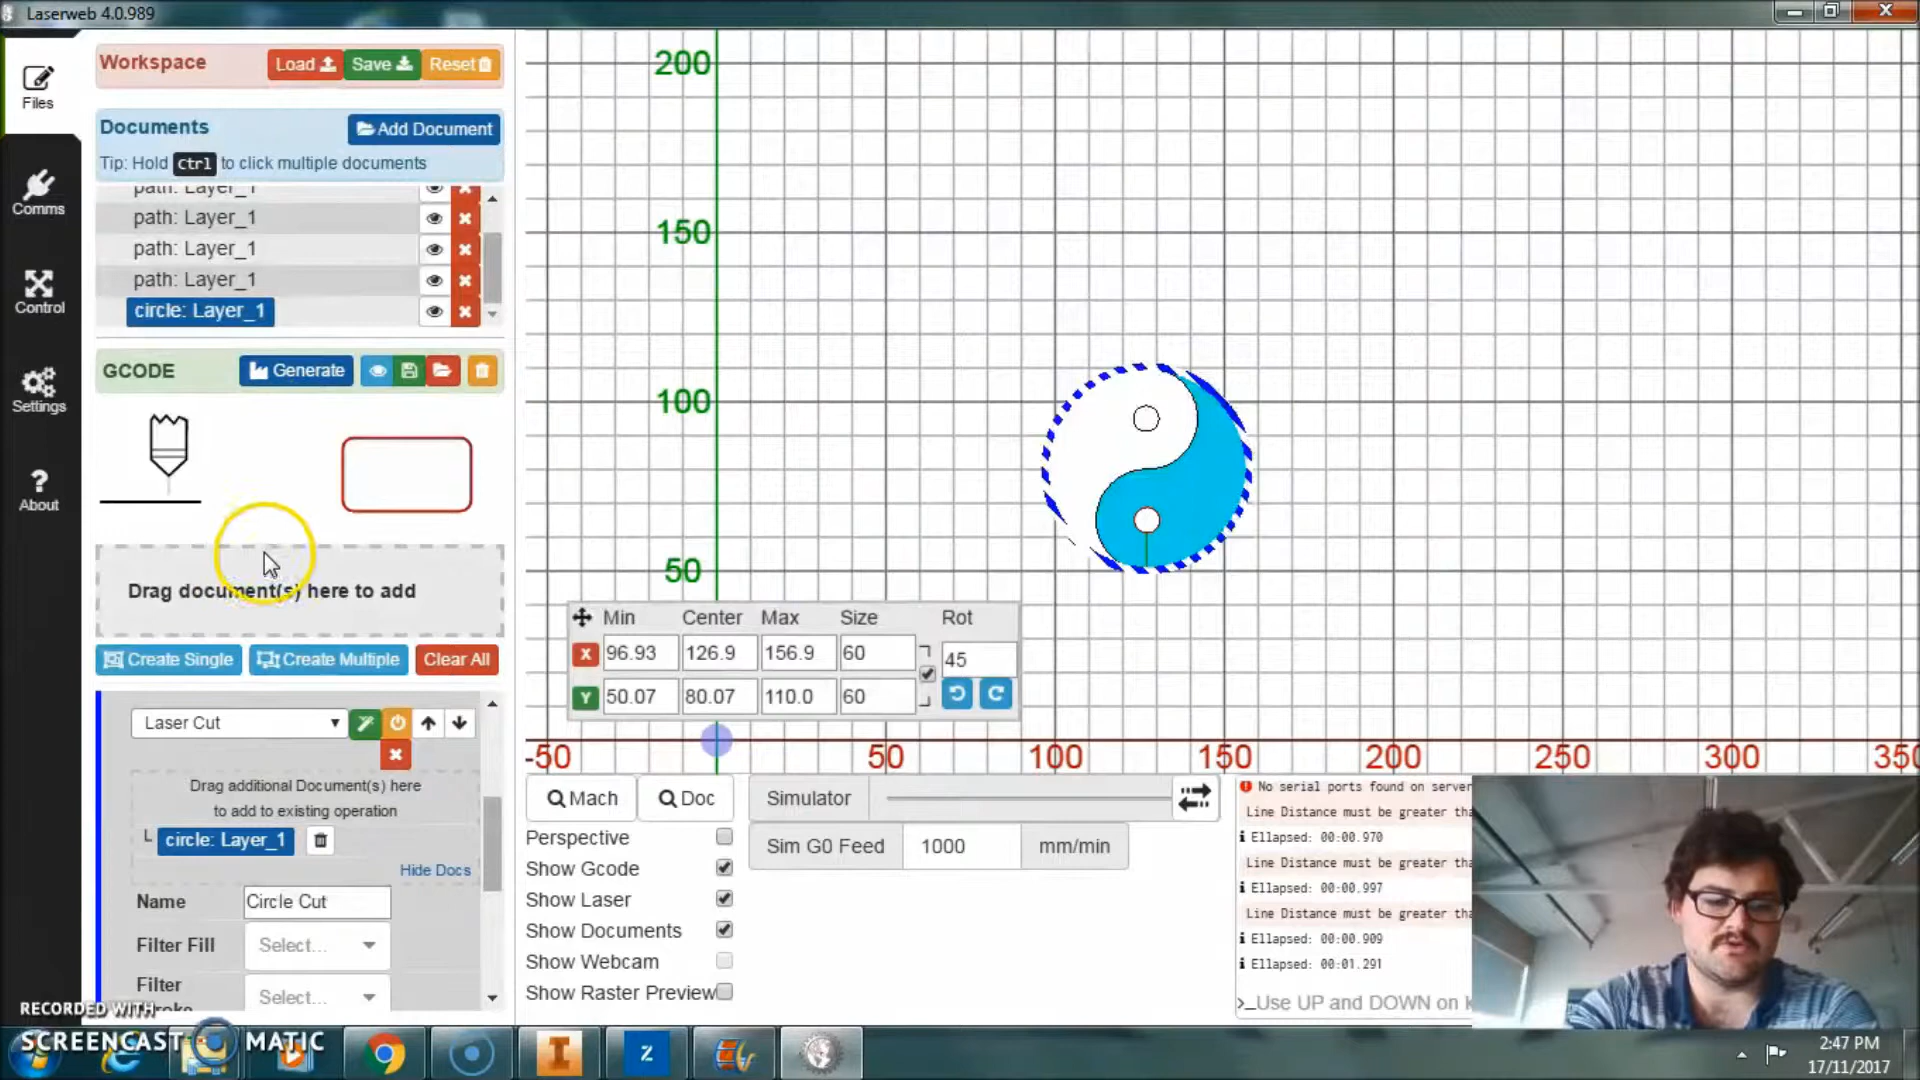 Laserweb 4.0.989
Files
Comms
Control
Settings
About
Workspace
Load
Save
Reset
Documents
Add Document
Tip: Hold Ctrl to click multiple documents
path: Layer_1
path: Layer_1
path: Layer_1
path: Layer_1
circle: Layer_1
GCODE
Generate
Drag document(s) here to add
Create Single
Create Multiple
Clear All
Laser Cut
Drag additional Document(s) here
to add to existing operation
circle: Layer_1
Hide Docs
Name
Circle Cut
Filter Fill
Select...
Filter
Select...
200
150
100
50
-50
50
100
150
200
250
300
350
Min
Center
Max
Size
Rot
X
96.93
126.9
156.9
60
45
Y
50.07
80.07
110.0
60
Mach
Doc
Simulator
Perspective
Show Gcode
Show Laser
Show Documents
Show Webcam
Show Raster Preview
Sim G0 Feed
1000
mm/min
No serial ports found on server
Line Distance must be greater tha
Ellapsed: 00:00.970
Line Distance must be greater tha
Ellapsed: 00:00.997
Line Distance must be greater tha
Ellapsed: 00:00.909
Ellapsed: 00:01.291
>_Use UP and DOWN on k
RECORDED WITH
SCREENCAST MATIC
Z
2:47 PM
17/11/2017